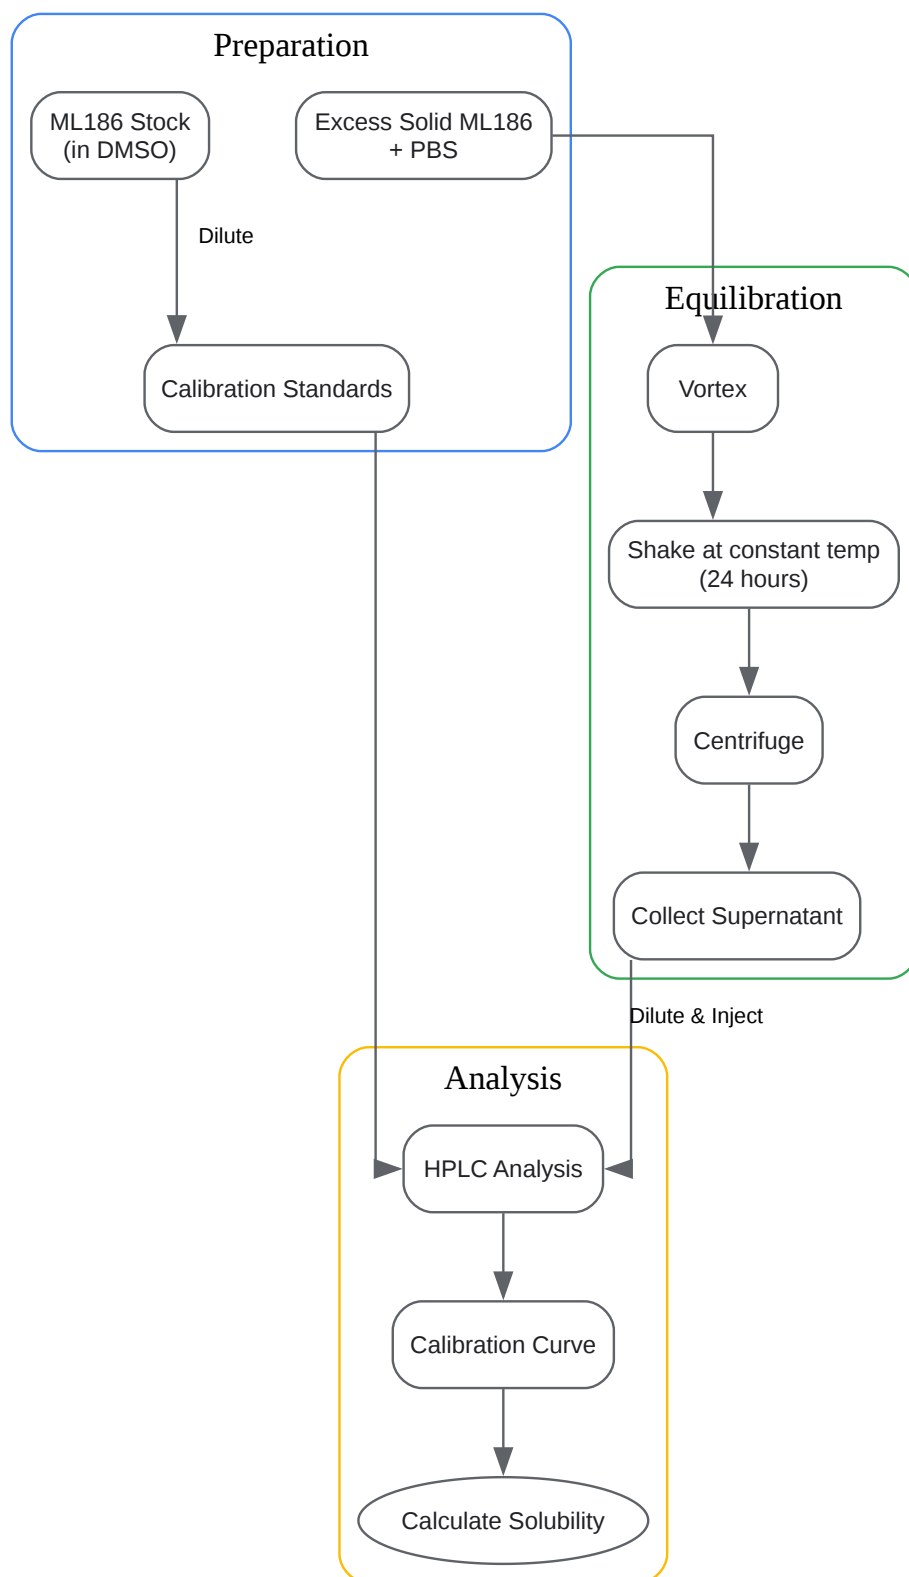 Preparation
ML186 Stock
(in DMSO)
Excess Solid ML186
+ PBS
Dilute
Calibration Standards
Equilibration
Vortex
Shake at constant temp
(24 hours)
Centrifuge
Collect Supernatant
Dilute & Inject
Analysis
HPLC Analysis
Calibration Curve
Calculate Solubility